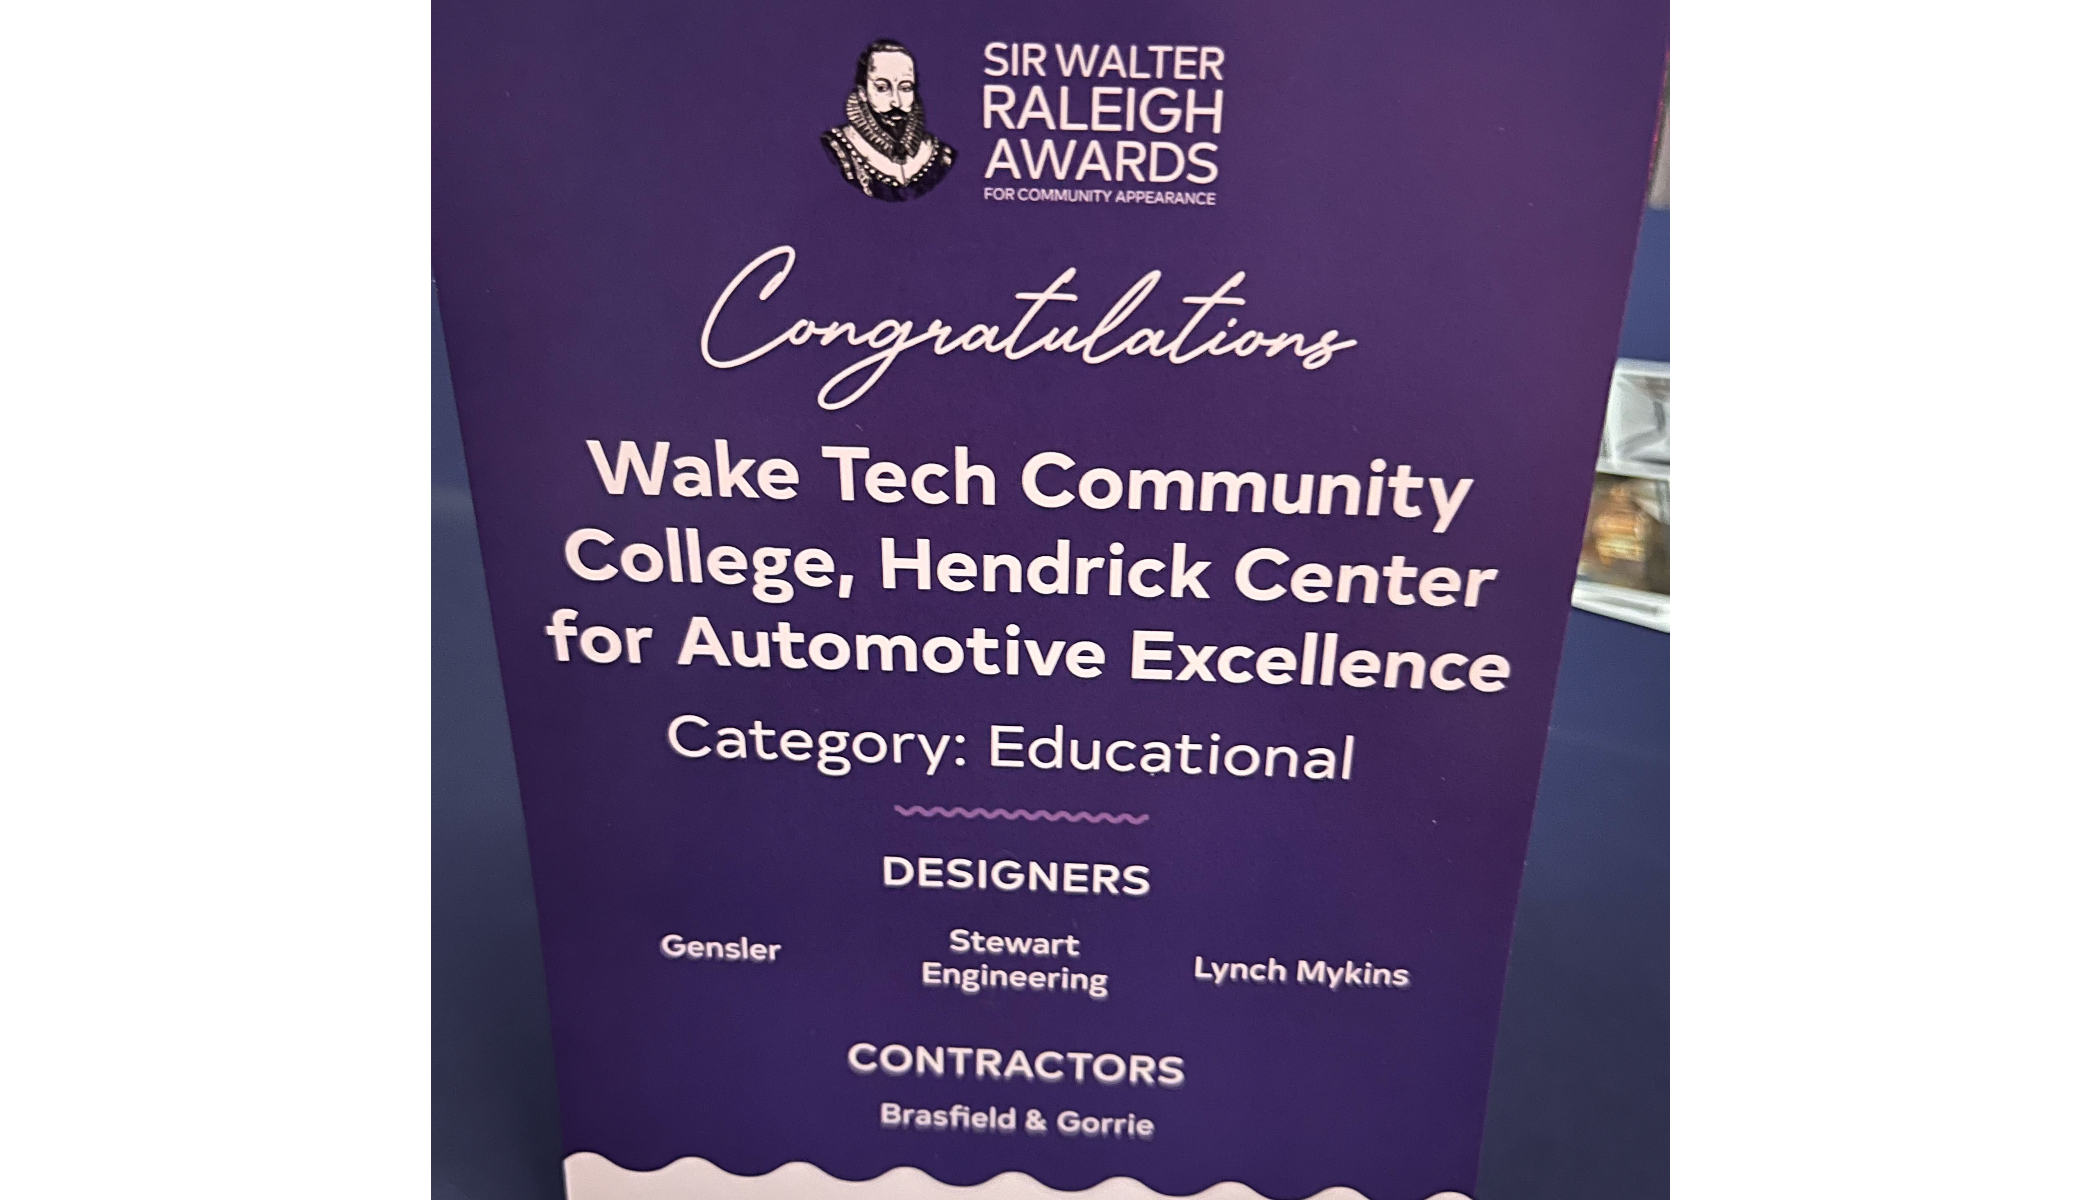 SIR WALTER
RALEIGH
AWARDS
FOR COMMUNITY APPEARANCE
Congratulations
Wake Tech Community
College, Hendrick Center
for Automotive Excellence
Category: Educational
DESIGNERS
Gensler
Stewart
Engineering
Lynch Mykins
CONTRACTORS
Brasfield & Gorrie